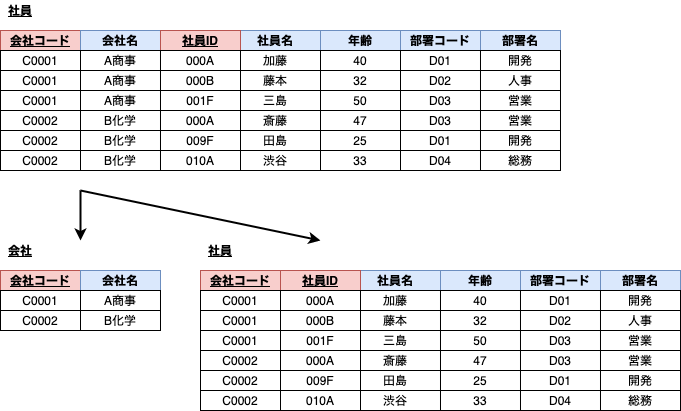 社員
会社コード 会社名 社員ID 社員名 年齢 部署コード 部署名
C0001 A商事 000A 加藤 40 D01 開発
C0001 A商事 000B 藤本 32 D02 人事
C0001 A商事 001F 三島 50 D03 営業
C0002 B化学 000A 斎藤 47 D03 営業
C0002 B化学 009F 田島 25 D01 開発
C0002 B化学 010A 渋谷 33 D04 総務
会社
会社コード 会社名
C0001 A商事
C0002 B化学
社員
会社コード 社員ID 社員名 年齢 部署コード 部署名
C0001 000A 加藤 40 D01 開発
C0001 000B 藤本 32 D02 人事
C0001 001F 三島 50 D03 営業
C0002 000A 斎藤 47 D03 営業
C0002 009F 田島 25 D01 開発
C0002 010A 渋谷 33 D04 総務